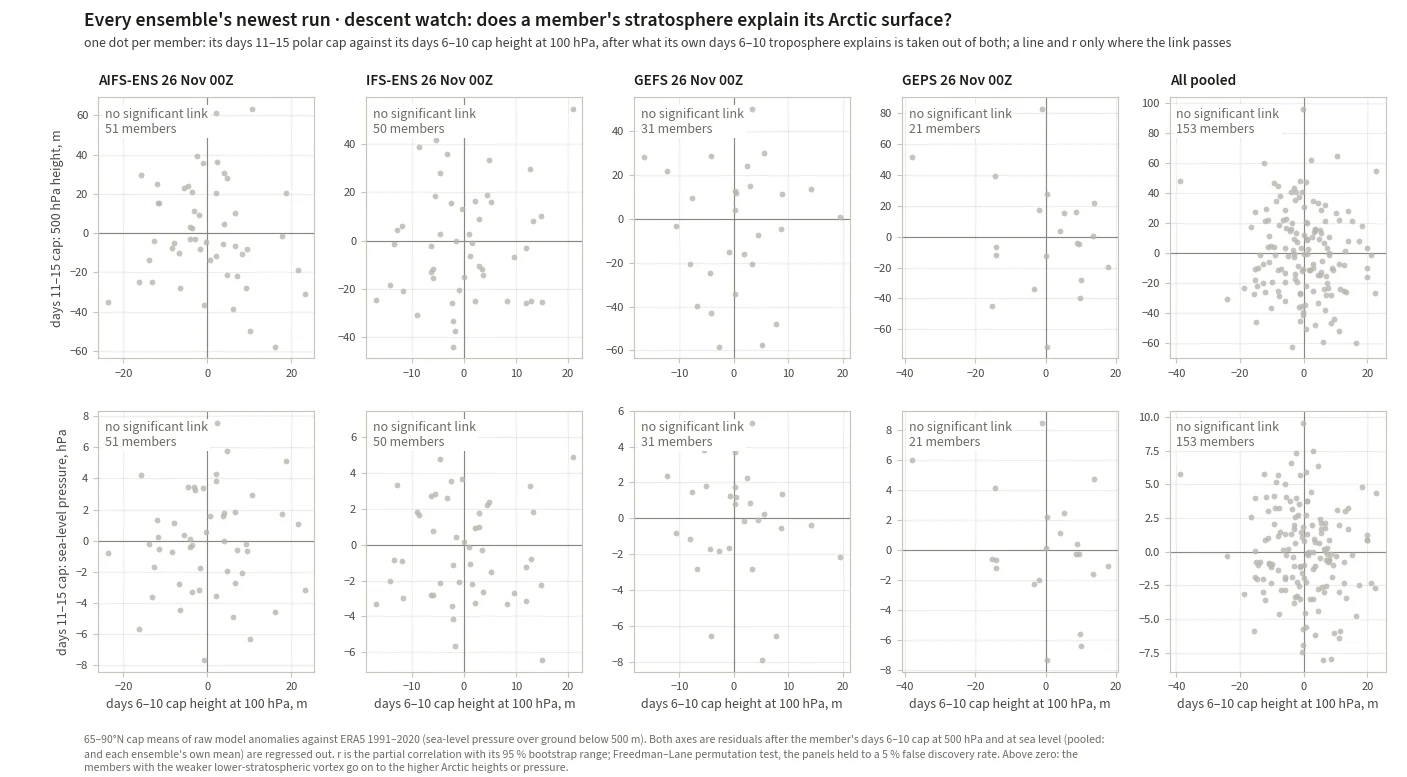 Every ensemble's newest run · descent watch: does a member's stratosphere explain its Arctic surface?
one dot per member: its days 11–15 polar cap against its days 6–10 cap height at 100 hPa, after what its own days 6–10 troposphere explains is taken out of both; a line and r only where the link passes
AIFS-ENS 26 Nov 00Z
IFS-ENS 26 Nov 00Z
GEFS 26 Nov 00Z
GEPS 26 Nov 00Z
All pooled
days 11–15 cap: 500 hPa height, m
no significant link
51 members
60
40
20
0
−20
−40
−60
−20 0 20
no significant link
50 members
40
20
0
−20
−40
−10 0 10 20
no significant link
31 members
40
20
0
−20
−40
−60
−10 0 10 20
no significant link
21 members
80
60
40
20
0
−20
−40
−60
−40 −20 0 20
no significant link
153 members
100
80
60
40
20
0
−20
−40
−60
−40 −20 0 20
days 11–15 cap: sea-level pressure, hPa
no significant link
51 members
8
6
4
2
0
−2
−4
−6
−8
−20 0 20
days 6–10 cap height at 100 hPa, m
no significant link
50 members
6
4
2
0
−2
−4
−6
−10 0 10 20
days 6–10 cap height at 100 hPa, m
no significant link
31 members
6
4
2
0
−2
−4
−6
−8
−10 0 10 20
days 6–10 cap height at 100 hPa, m
no significant link
21 members
8
6
4
2
0
−2
−4
−6
−8
−40 −20 0 20
days 6–10 cap height at 100 hPa, m
no significant link
153 members
10.0
7.5
5.0
2.5
0.0
−2.5
−5.0
−7.5
−40 −20 0 20
days 6–10 cap height at 100 hPa, m
65–90°N cap means of raw model anomalies against ERA5 1991–2020 (sea-level pressure over ground below 500 m). Both axes are residuals after the member's days 6–10 cap at 500 hPa and at sea level (pooled:
and each ensemble's own mean) are regressed out. r is the partial correlation with its 95 % bootstrap range; Freedman–Lane permutation test, the panels held to a 5 % false discovery rate. Above zero: the
members with the weaker lower-stratospheric vortex go on to the higher Arctic heights or pressure.